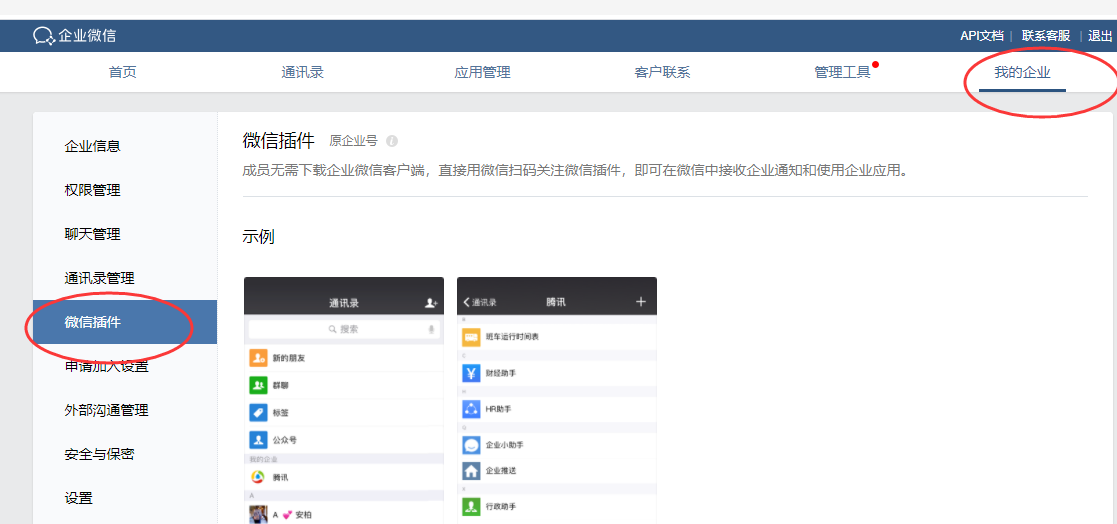 企业微信
API文档 | 联系客服 | 退出
首页 通讯录 应用管理 客户联系 管理工具 我的企业
企业信息
权限管理
聊天管理
通讯录管理
微信插件
申请加入设置
外部沟通管理
安全与保密
设置
微信插件 原企业号
成员无需下载企业微信客户端，直接用微信扫码关注微信插件，即可在微信中接收企业通知和使用企业应用。
示例
通讯录
搜索
新的朋友
群聊
标签
公众号
我的企业
腾讯
A
A 💕 安柏
通讯录 腾讯
班车运行时间表
财经助手
HR助手
企业小助手
企业推送
行政助手